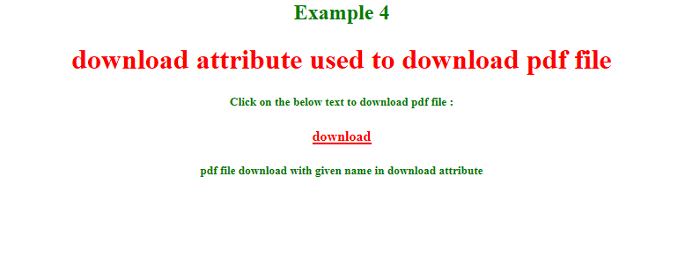 Example 4
download attribute used to download pdf file
Click on the below text to download pdf file :
download
pdf file download with given name in download attribute